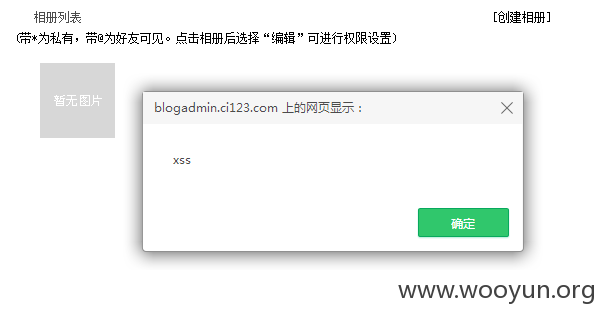 相册列表 [创建相册]
(带*为私有，带@为好友可见。点击相册后选择“编辑”可进行权限设置)
暂无图片
blogadmin.ci123.com 上的网页显示：
xss
确定
www.wooyun.org